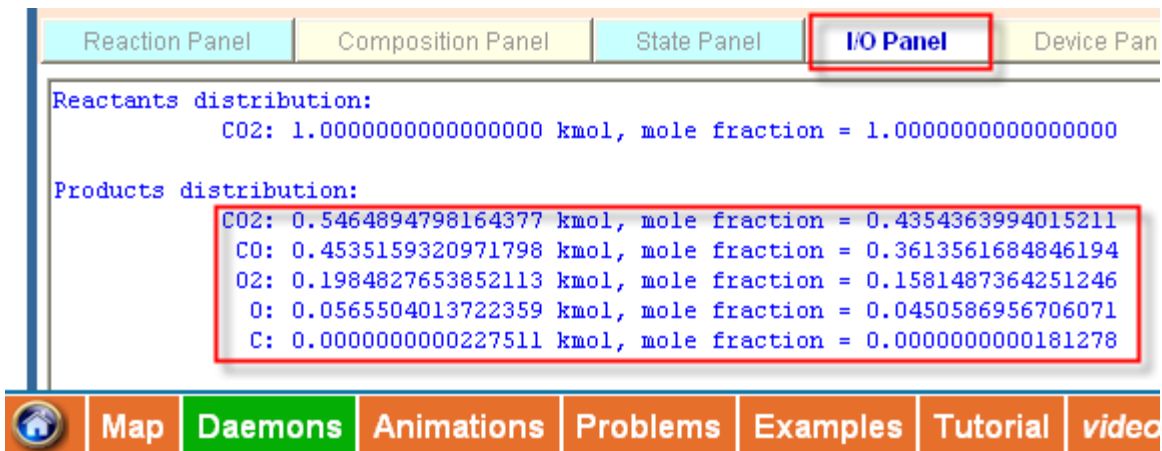 Reaction Panel Composition Panel State Panel I/O Panel Device Pan
Reactants distribution:
CO2: 1.0000000000000000 kmol, mole fraction = 1.0000000000000000
Products distribution:
CO2: 0.5464894798164377 kmol, mole fraction = 0.4354363994015211
CO: 0.4535159320971798 kmol, mole fraction = 0.3613561684846194
O2: 0.1984827653852113 kmol, mole fraction = 0.1581487364251246
O: 0.0565504013722359 kmol, mole fraction = 0.0450586956706071
C: 0.0000000000227511 kmol, mole fraction = 0.0000000000181278
Map Daemons Animations Problems Examples Tutorial video